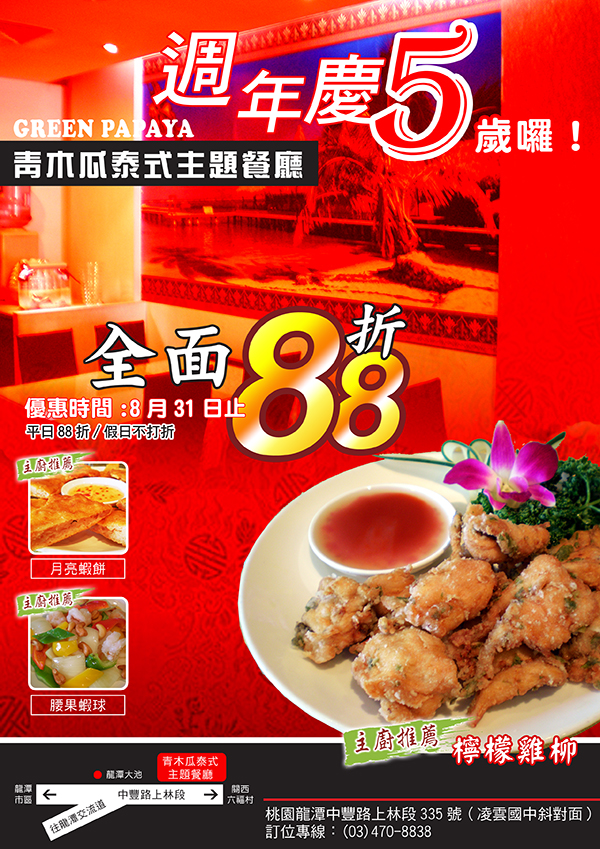 週年慶5歲囉！
GREEN PAPAYA
青木瓜泰式主題餐廳
全面88折
優惠時間:8月31日止
平日88折/假日不打折
主廚推薦
月亮蝦餅
主廚推薦
腰果蝦球
主廚推薦 檸檬雞柳
青木瓜泰式
主題餐廳
龍潭大池
龍潭
市區
中豐路上林段
關西
六福村
往龍潭交流道
桃園龍潭中豐路上林段335號（凌雲國中斜對面）
訂位專線：(03)470-8838